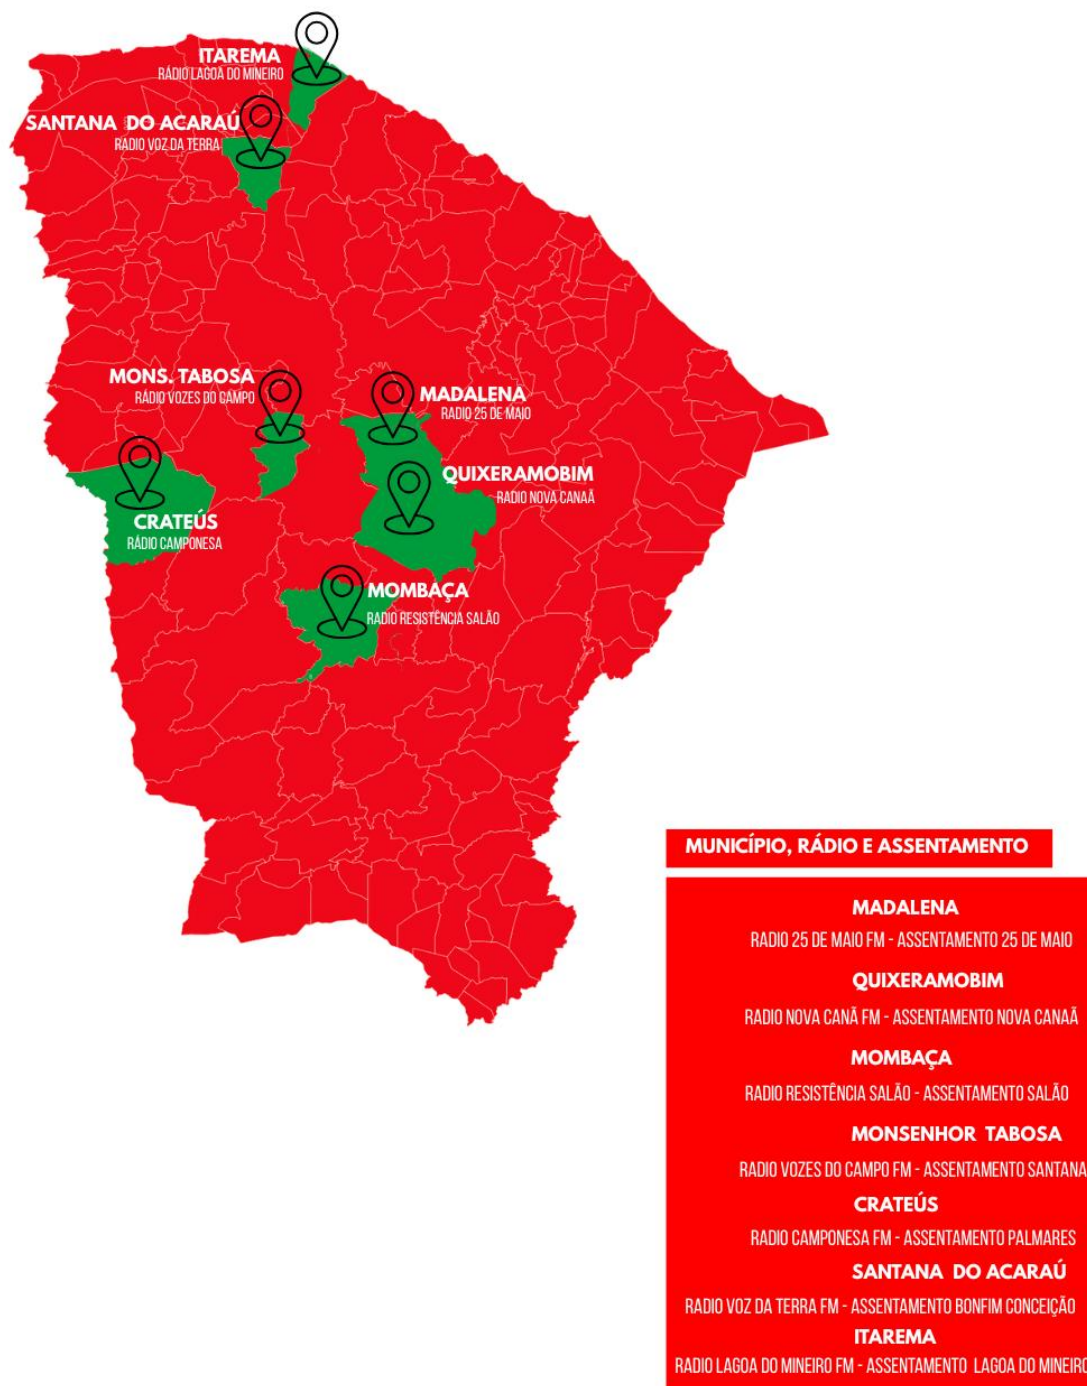 ITAREMA
RÁDIO LAGOA DO MINEIRO
SANTANA DO ACARAÚ
RADIO VOZ DA TERRA
MONS. TABOSA
RÁDIO VOZES DO CAMPO
MADALENA
RADIO 25 DE MAIO
QUIXERAMOBIM
RADIO NOVA CANAÃ
CRATEÚS
RÁDIO CAMPONESA
MOMBAÇA
RADIO RESISTÊNCIA SALÃO
MUNICÍPIO, RÁDIO E ASSENTAMENTO
MADALENA
RADIO 25 DE MAIO FM - ASSENTAMENTO 25 DE MAIO
QUIXERAMOBIM
RADIO NOVA CANÃ FM - ASSENTAMENTO NOVA CANAÃ
MOMBAÇA
RADIO RESISTÊNCIA SALÃO - ASSENTAMENTO SALÃO
MONSENHOR TABOSA
RADIO VOZES DO CAMPO FM - ASSENTAMENTO SANTANA
CRATEÚS
RADIO CAMPONESA FM - ASSENTAMENTO PALMARES
SANTANA DO ACARAÚ
RADIO VOZ DA TERRA FM - ASSENTAMENTO BONFIM CONCEIÇÃO
ITAREMA
RADIO LAGOA DO MINEIRO FM - ASSENTAMENTO LAGOA DO MINEIRO